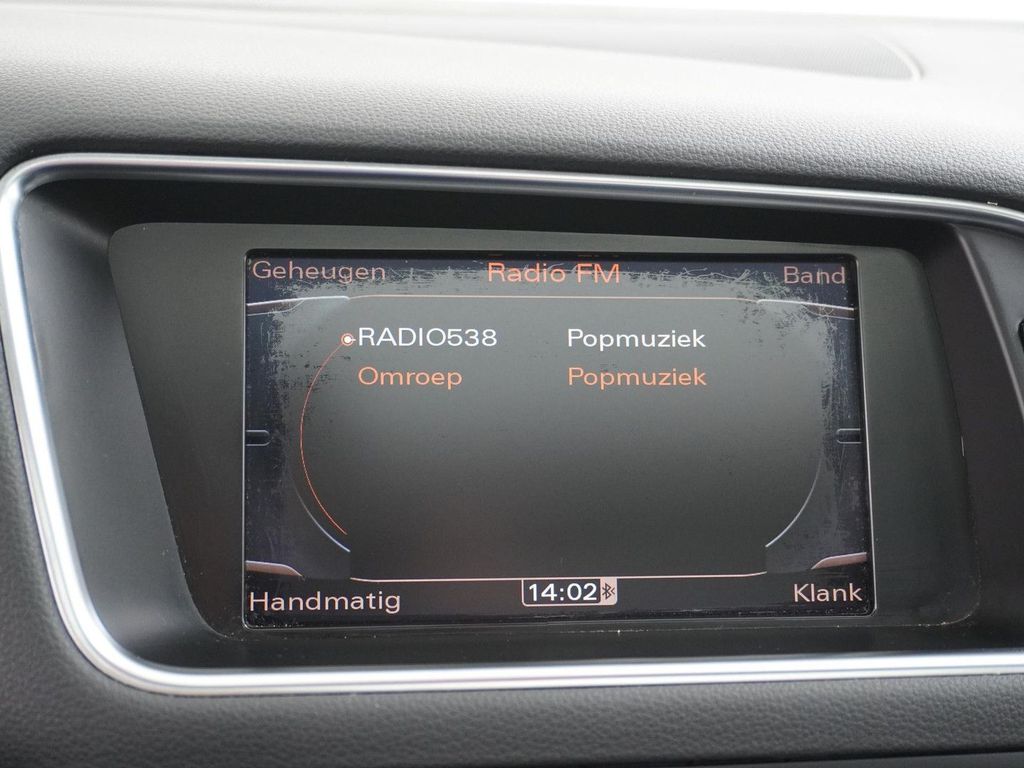 Geheugen Radio FM Band
RADIO538 Popmuziek
Omroep Popmuziek
Handmatig 14:02 Klank